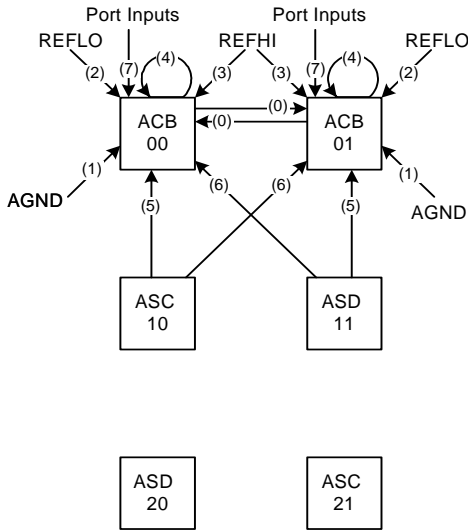 Port Inputs Port Inputs
REFLO REFHI REFLO
(4) (4)
(2) (7) (3) (3) (7) (2)
ACB
00
(0)
(0)
ACB
01
(1) (1)
AGND AGND
(5) (6) (6) (5)
ASC
10
ASD
11
ASD
20
ASC
21